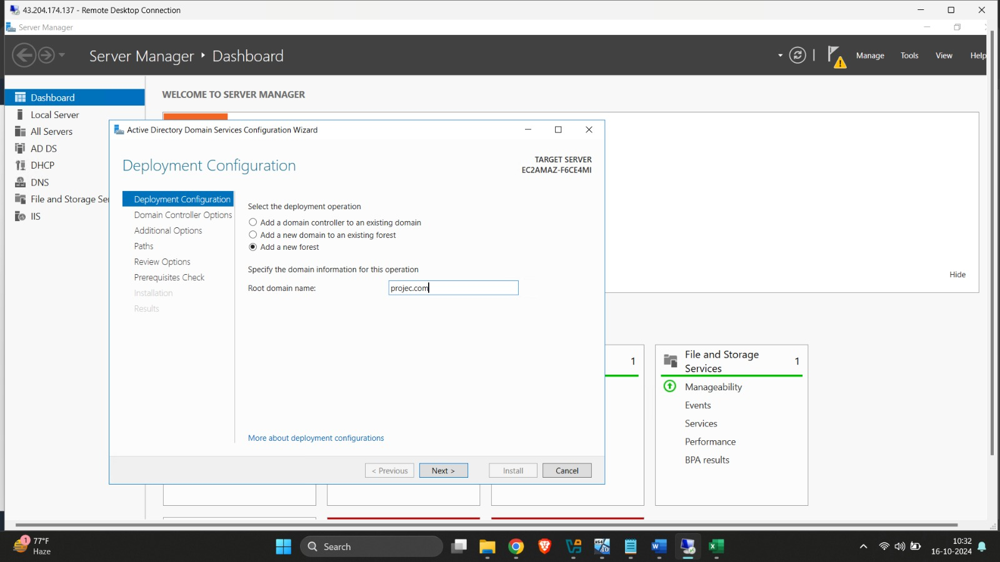 43.204.174.137 - Remote Desktop Connection
Server Manager
Server Manager ‣ Dashboard
Manage
Tools
View
Help
Dashboard
Local Server
All Servers
AD DS
DHCP
DNS
File and Storage Ser
IIS
WELCOME TO SERVER MANAGER
Active Directory Domain Services Configuration Wizard
Deployment Configuration
TARGET SERVER
EC2AMAZ-F6CE4MI
Deployment Configuration
Domain Controller Options
Additional Options
Paths
Review Options
Prerequisites Check
Installation
Results
Select the deployment operation
Add a domain controller to an existing domain
Add a new domain to an existing forest
Add a new forest
Specify the domain information for this operation
Root domain name:
projec.com
More about deployment configurations
< Previous
Next >
Install
Cancel
Hide
1
File and Storage
Services
1
Manageability
Events
Services
Performance
BPA results
1
77°F
Haze
Search
x64
10
W
X
10:32
16-10-2024